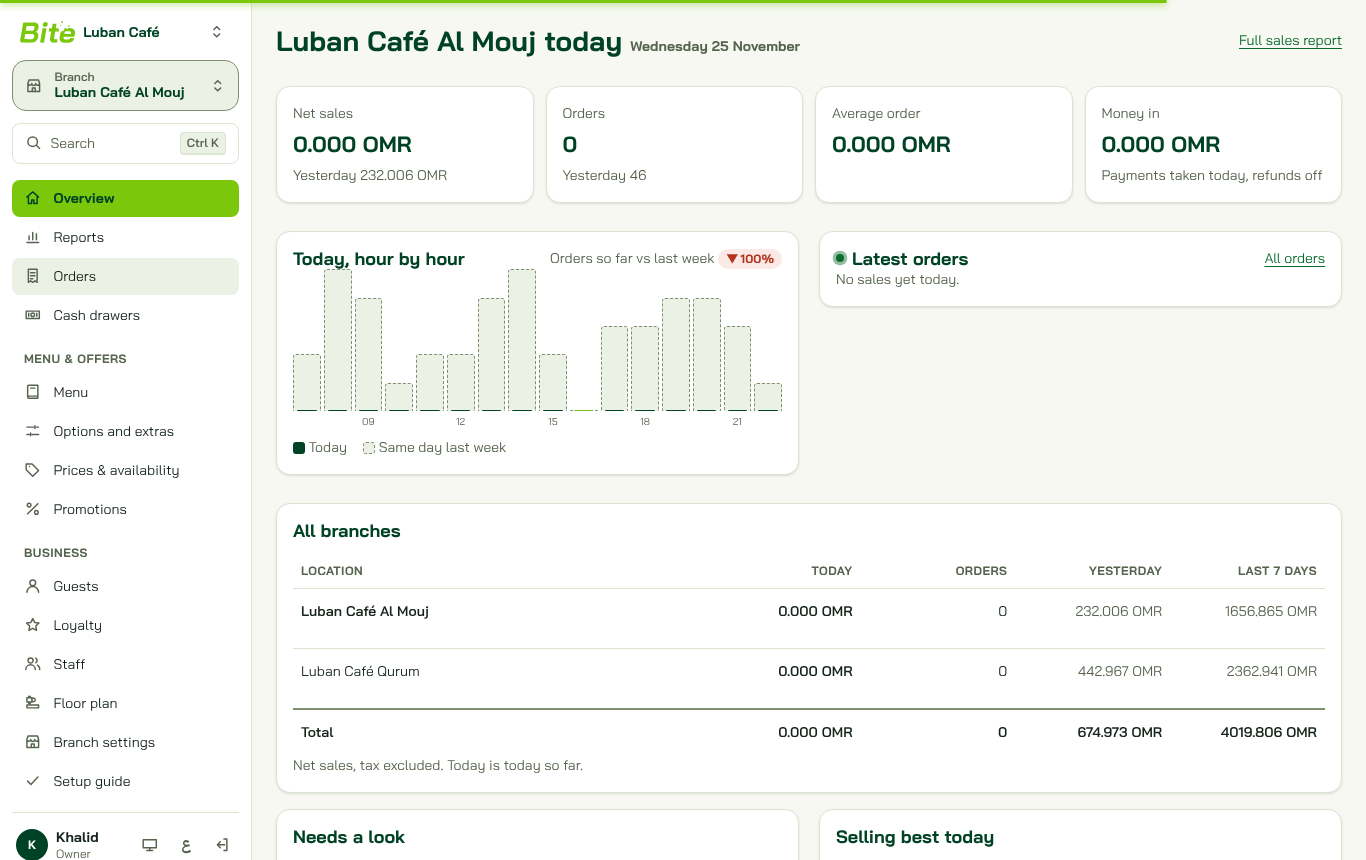 Bite Luban Café
Branch
Luban Café Al Mouj
Search Ctrl K
Overview
Reports
Orders
Cash drawers
MENU & OFFERS
Menu
Options and extras
Prices & availability
Promotions
BUSINESS
Guests
Loyalty
Staff
Floor plan
Branch settings
Setup guide
K Khalid
Owner
ع
Luban Café Al Mouj today Wednesday 25 November
Full sales report
Net sales
0.000 OMR
Yesterday 232.006 OMR
Orders
0
Yesterday 46
Average order
0.000 OMR
Money in
0.000 OMR
Payments taken today, refunds off
Today, hour by hour
Orders so far vs last week ▼100%
09 12 15 18 21
Today Same day last week
Latest orders
All orders
No sales yet today.
All branches
LOCATION TODAY ORDERS YESTERDAY LAST 7 DAYS
Luban Café Al Mouj 0.000 OMR 0 232.006 OMR 1656.865 OMR
Luban Café Qurum 0.000 OMR 0 442.967 OMR 2362.941 OMR
Total 0.000 OMR 0 674.973 OMR 4019.806 OMR
Net sales, tax excluded. Today is today so far.
Needs a look
Selling best today